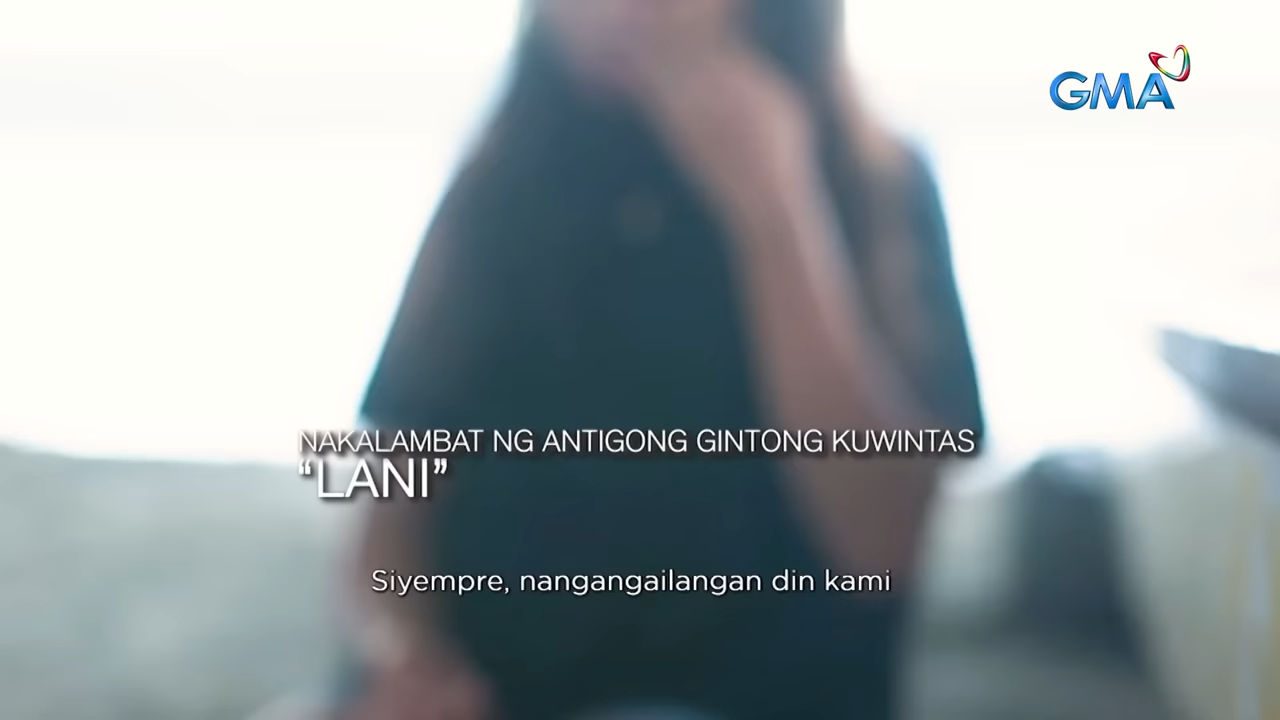 GMA
NAKALAMBAT NG ANTIGONG GINTONG KUWINTAS
“LANI”
Siyempre, nangangailangan din kami